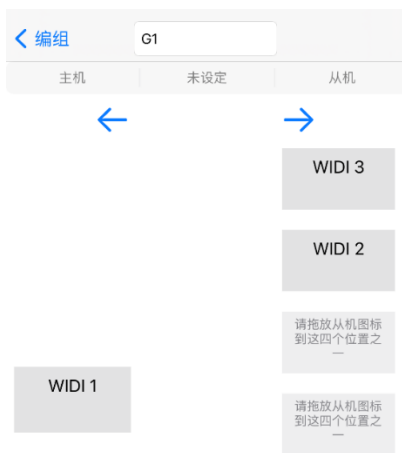 编组
G1
主机
未设定
从机
WIDI 3
WIDI 2
请拖放从机图标
到这四个位置之
一
WIDI 1
请拖放从机图标
到这四个位置之
一